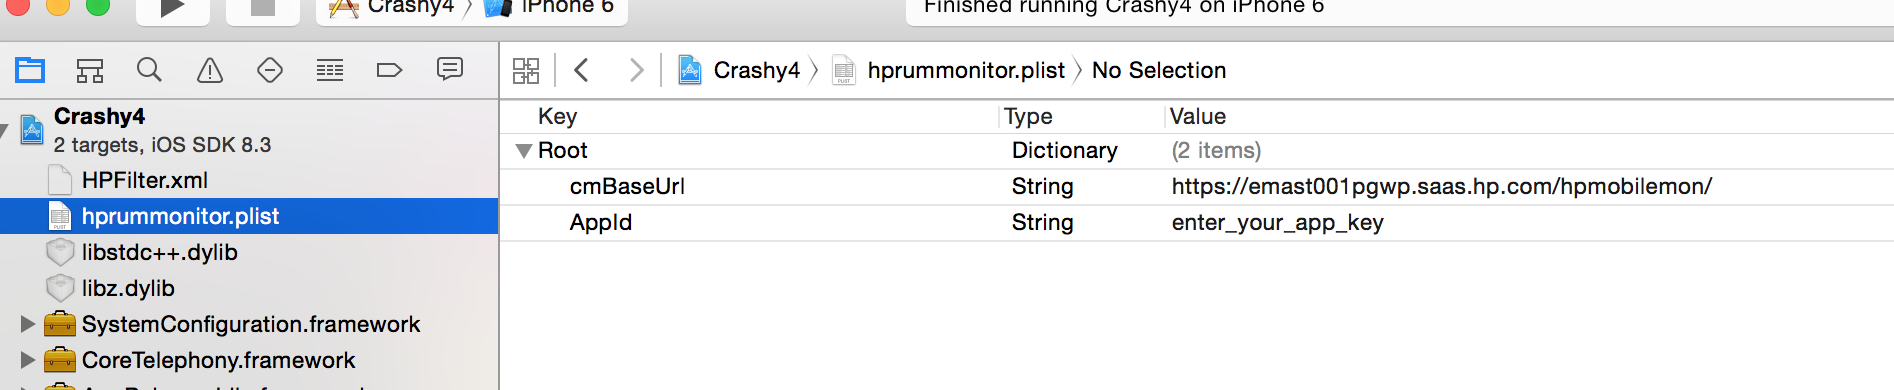 Crashy4 iPhone 6
Finished running Crashy4 on iPhone 6
Crashy4 hprummonitor.plist No Selection
Crashy4
2 targets, iOS SDK 8.3
HPFilter.xml
hprummonitor.plist
libstdc++.dylib
libz.dylib
SystemConfiguration.framework
CoreTelephony.framework
Key Type Value
Root Dictionary (2 items)
cmBaseUrl String https://emast001pgwp.saas.hp.com/hpmobilemon/
AppId String enter_your_app_key